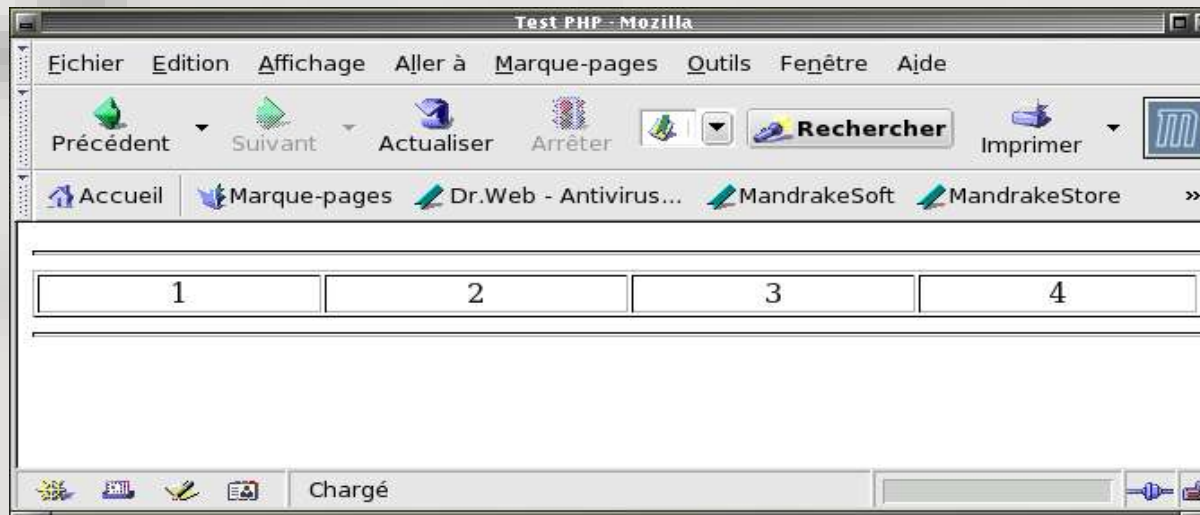 Test PHP - Mozilla
Fichier Edition Affichage Aller à Marque-pages Outils Fenêtre Aide
Précédent Suivant Actualiser Arrêter Rechercher Imprimer
Accueil Marque-pages Dr.Web - Antivirus... MandrakeSoft MandrakeStore »
1 2 3 4
Chargé